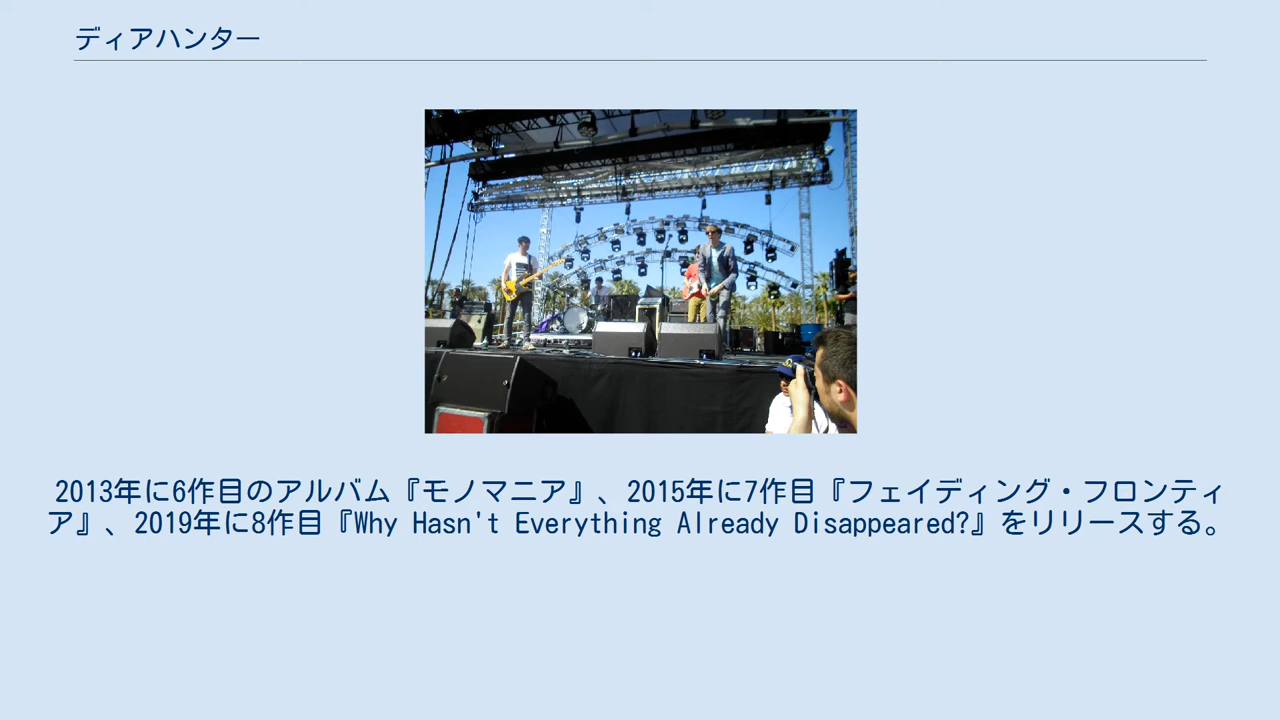 ディアハンター
2013年に6作目のアルバム『モノマニア』、2015年に7作目『フェイディング・フロンティ
ア』、2019年に8作目『Why Hasn't Everything Already Disappeared?』をリリースする。